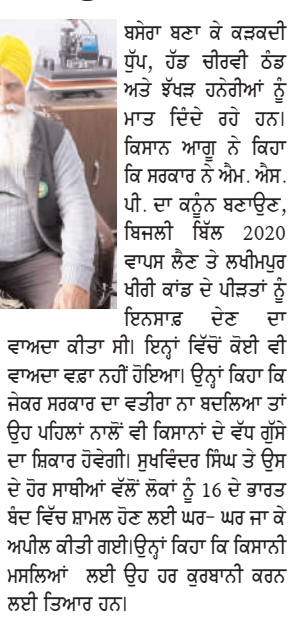 ਬਸੇਰਾ ਬਣਾ ਕੇ ਕੜਕਦੀ
ਧੁੱਪ, ਹੱਡ ਚੀਰਵੀ ਠੰਡ
ਅਤੇ ਝੱਖੜ ਹਨੇਰੀਆਂ ਨੂੰ
ਮਾਤ ਦਿੰਦੇ ਰਹੇ ਹਨ।
ਕਿਸਾਨ ਆਗੂ ਨੇ ਕਿਹਾ
ਕਿ ਸਰਕਾਰ ਨੇ ਐਮ. ਐਸ.
ਪੀ. ਦਾ ਕਨੂੰਨ ਬਣਾਉਣ,
ਬਿਜਲੀ ਬਿੱਲ 2020
ਵਾਪਸ ਲੈਣ ਤੇ ਲਖੀਮਪੁਰ
ਖੀਰੀ ਕਾਂਡ ਦੇ ਪੀੜਤਾਂ ਨੂੰ
ਇਨਸਾਫ਼ ਦੇਣ ਦਾ
ਵਾਅਦਾ ਕੀਤਾ ਸੀ। ਇਨ੍ਹਾਂ ਵਿੱਚੋਂ ਕੋਈ ਵੀ
ਵਾਅਦਾ ਵਫ਼ਾ ਨਹੀਂ ਹੋਇਆ। ਉਨ੍ਹਾਂ ਕਿਹਾ ਕਿ
ਜੇਕਰ ਸਰਕਾਰ ਦਾ ਵਤੀਰਾ ਨਾ ਬਦਲਿਆ ਤਾਂ
ਉਹ ਪਹਿਲਾਂ ਨਾਲੋਂ ਵੀ ਕਿਸਾਨਾਂ ਦੇ ਵੱਧ ਗੁੱਸੇ
ਦਾ ਸ਼ਿਕਾਰ ਹੋਵੇਗੀ। ਸੁਖਵਿੰਦਰ ਸਿੰਘ ਤੇ ਉਸ
ਦੇ ਹੋਰ ਸਾਥੀਆਂ ਵੱਲੋਂ ਲੋਕਾਂ ਨੂੰ 16 ਦੇ ਭਾਰਤ
ਬੰਦ ਵਿੱਚ ਸ਼ਾਮਲ ਹੋਣ ਲਈ ਘਰ- ਘਰ ਜਾ ਕੇ
ਅਪੀਲ ਕੀਤੀ ਗਈ।ਉਨ੍ਹਾਂ ਕਿਹਾ ਕਿ ਕਿਸਾਨੀ
ਮਸਲਿਆਂ ਲਈ ਉਹ ਹਰ ਕੁਰਬਾਨੀ ਕਰਨ
ਲਈ ਤਿਆਰ ਹਨ।